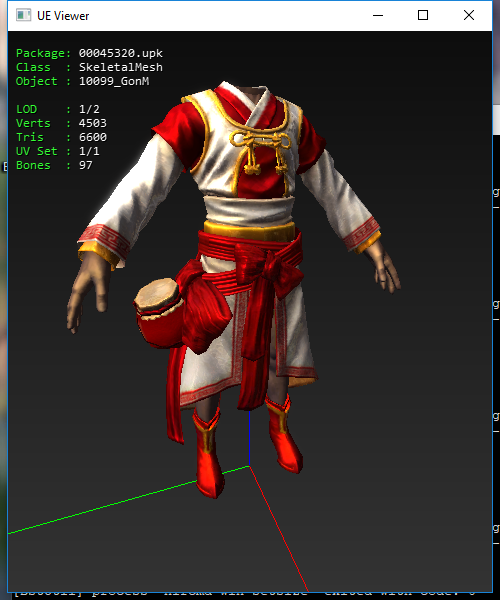 UE Viewer
Package: 00045320.upk
Class : SkeletalMesh
Object : 10099_GonM
LOD : 1/2
Verts : 4503
Tris : 6600
UV Set : 1/1
Bones : 97